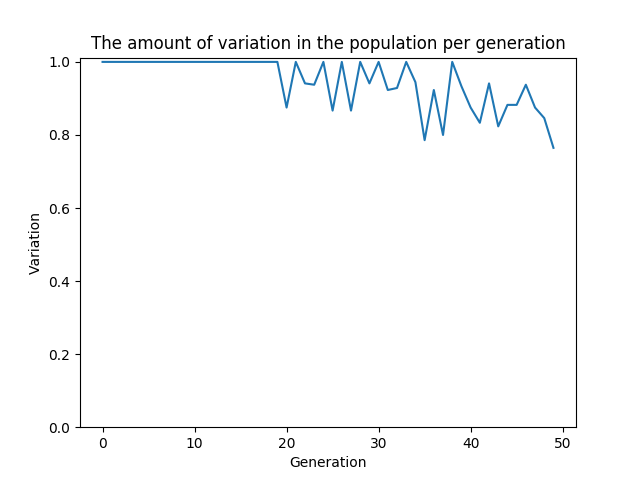 The amount of variation in the population per generation
1.0
0.8
0.6
0.4
0.2
0.0
Variation
0 10 20 30 40 50
Generation